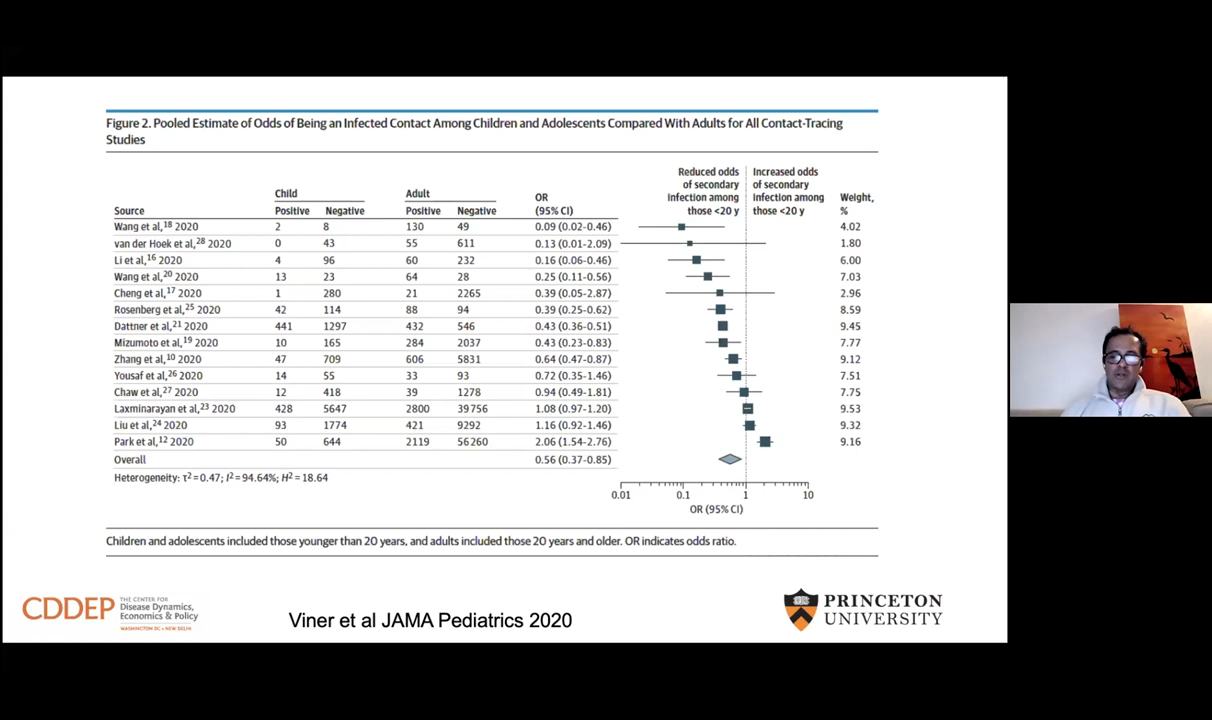 Figure 2. Pooled Estimate of Odds of Being an Infected Contact Among Children and Adolescents Compared With Adults for All Contact-Tracing
Studies
Reduced odds of secondary infection among those <20 y
Increased odds of secondary infection among those <20 y
Child Adult
Source Positive Negative Positive Negative OR (95% CI) Weight, %
Wang et al,18 2020 2 8 130 49 0.09 (0.02-0.46) 4.02
van der Hoek et al,28 2020 0 43 55 611 0.13 (0.01-2.09) 1.80
Li et al,16 2020 4 96 60 232 0.16 (0.06-0.46) 6.00
Wang et al,20 2020 13 23 64 28 0.25 (0.11-0.56) 7.03
Cheng et al,17 2020 1 280 21 2265 0.39 (0.05-2.87) 2.96
Rosenberg et al,25 2020 42 114 88 94 0.39 (0.25-0.62) 8.59
Dattner et al,21 2020 441 1297 432 546 0.43 (0.36-0.51) 9.45
Mizumoto et al,19 2020 10 165 284 2037 0.43 (0.23-0.83) 7.77
Zhang et al,10 2020 47 709 606 5831 0.64 (0.47-0.87) 9.12
Yousaf et al,26 2020 14 55 33 93 0.72 (0.35-1.46) 7.51
Chaw et al,27 2020 12 418 39 1278 0.94 (0.49-1.81) 7.75
Laxminarayan et al,23 2020 428 5647 2800 39756 1.08 (0.97-1.20) 9.53
Liu et al,24 2020 93 1774 421 9292 1.16 (0.92-1.46) 9.32
Park et al,12 2020 50 644 2119 56260 2.06 (1.54-2.76) 9.16
Overall 0.56 (0.37-0.85)
Heterogeneity: τ2=0.47; I2=94.64%; H2=18.64
0.01 0.1 1 10
OR (95% CI)
Children and adolescents included those younger than 20 years, and adults included those 20 years and older. OR indicates odds ratio.
CDDEP
THE CENTER FOR
Disease Dynamics,
Economics & Policy
WASHINGTON DC • NEW DELHI
Viner et al JAMA Pediatrics 2020
PRINCETON
UNIVERSITY